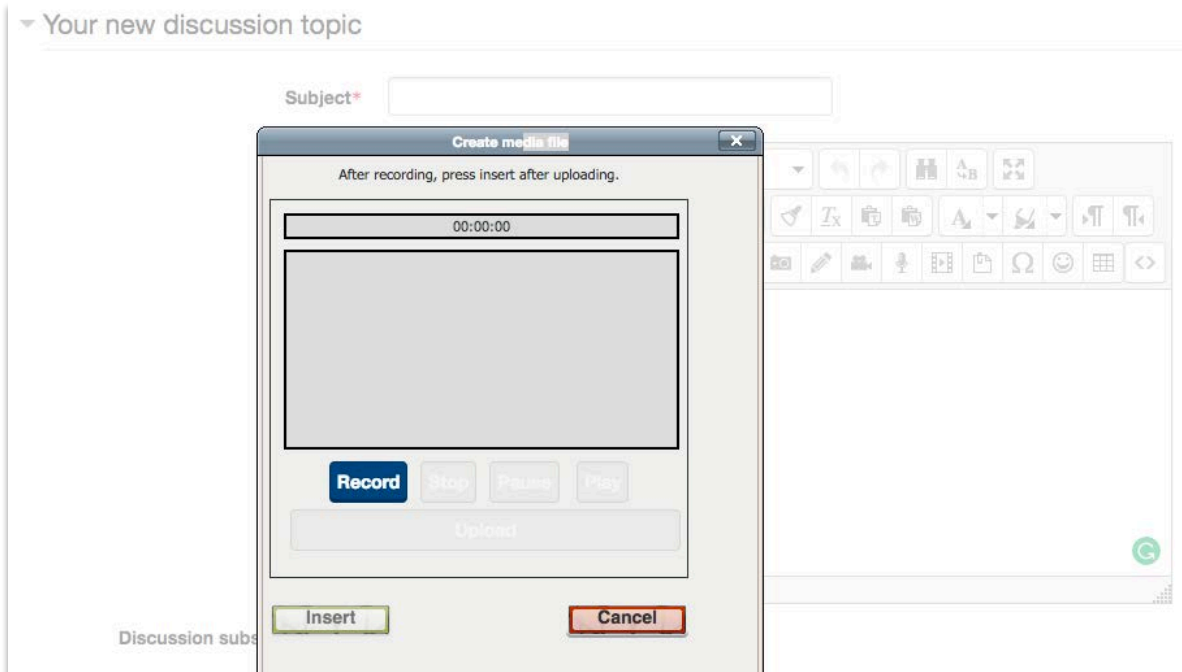 Your new discussion topic
Subject*
Create media file
After recording, press insert after uploading.
00:00:00
Record Stop Pause Play
Upload
Insert Cancel
Discussion subs